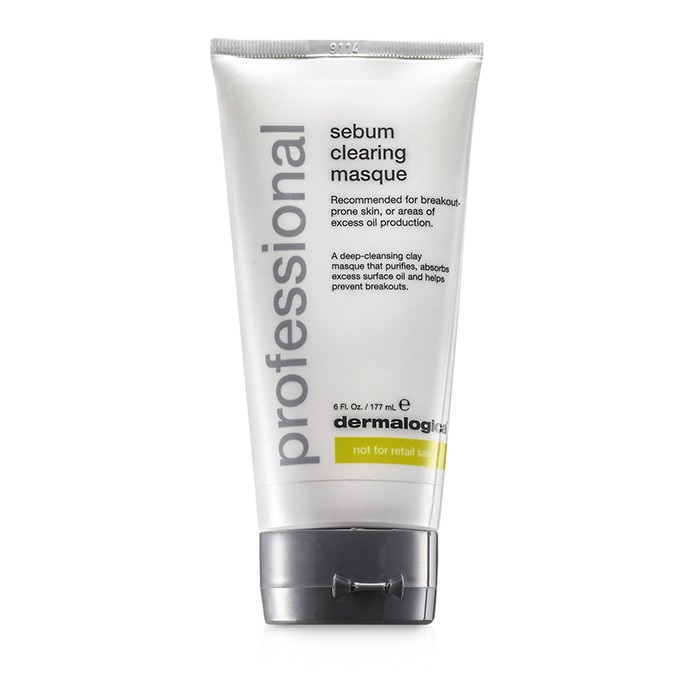 9114
professional
sebum
clearing
masque
Recommended for breakout-
prone skin, or areas of
excess oil production.
A deep-cleansing clay
masque that purifies, absorbs
excess surface oil and helps
prevent breakouts.
6 Fl. Oz. / 177 mL ℮
dermalogica
not for retail sale